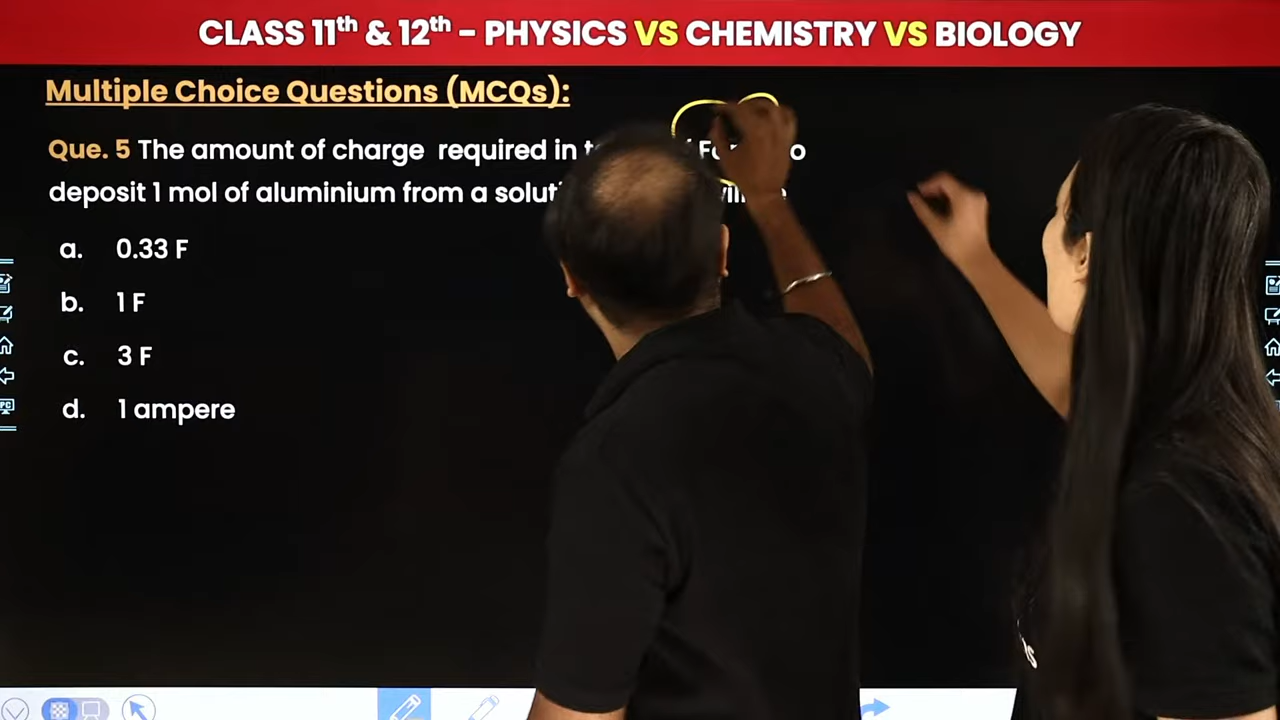 CLASS 11th & 12th – PHYSICS VS CHEMISTRY VS BIOLOGY
Multiple Choice Questions (MCQs):
Que. 5 The amount of charge required in
deposit 1 mol of aluminium from a
a. 0.33 F
b. 1 F
c. 3 F
d. 1 ampere